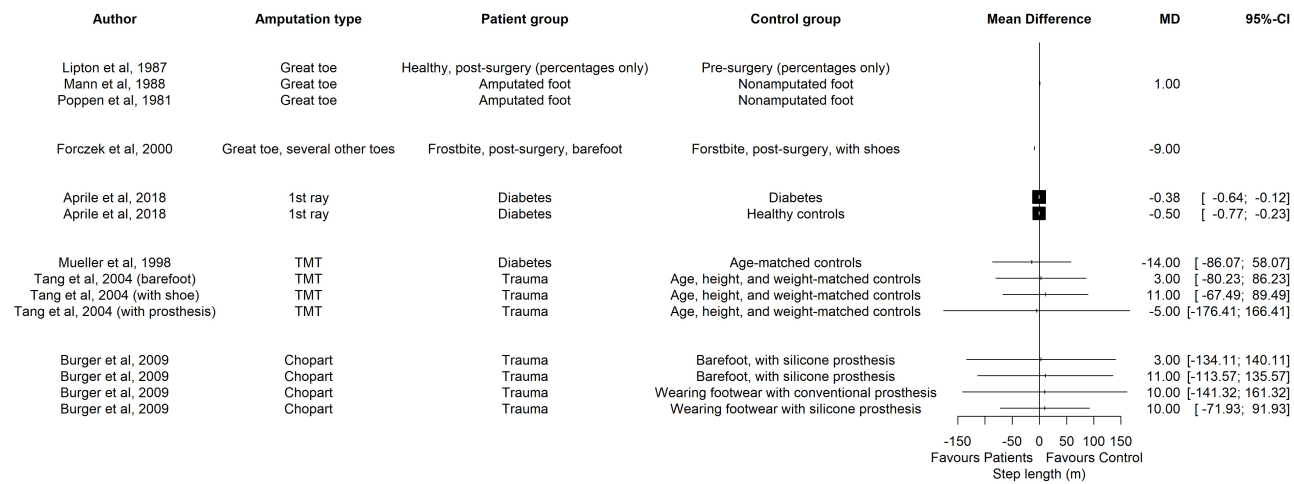 Author Amputation type Patient group Control group Mean Difference MD 95%-CI
Lipton et al, 1987 Great toe Healthy, post-surgery (percentages only) Pre-surgery (percentages only)
Mann et al, 1988 Great toe Amputated foot Nonamputated foot 1.00
Poppen et al, 1981 Great toe Amputated foot Nonamputated foot
Forczek et al, 2000 Great toe, several other toes Frostbite, post-surgery, barefoot Forstbite, post-surgery, with shoes -9.00
Aprile et al, 2018 1st ray Diabetes Diabetes -0.38 [ -0.64; -0.12]
Aprile et al, 2018 1st ray Diabetes Healthy controls -0.50 [ -0.77; -0.23]
Mueller et al, 1998 TMT Diabetes Age-matched controls -14.00 [ -86.07; 58.07]
Tang et al, 2004 (barefoot) TMT Trauma Age, height, and weight-matched controls 3.00 [ -80.23; 86.23]
Tang et al, 2004 (with shoe) TMT Trauma Age, height, and weight-matched controls 11.00 [ -67.49; 89.49]
Tang et al, 2004 (with prosthesis) TMT Trauma Age, height, and weight-matched controls -5.00 [-176.41; 166.41]
Burger et al, 2009 Chopart Trauma Barefoot, with silicone prosthesis 3.00 [-134.11; 140.11]
Burger et al, 2009 Chopart Trauma Barefoot, with silicone prosthesis 11.00 [-113.57; 135.57]
Burger et al, 2009 Chopart Trauma Wearing footwear with conventional prosthesis 10.00 [-141.32; 161.32]
Burger et al, 2009 Chopart Trauma Wearing footwear with silicone prosthesis 10.00 [ -71.93; 91.93]
-150 -50 0 50 100 150
Favours Patients Favours Control
Step length (m)